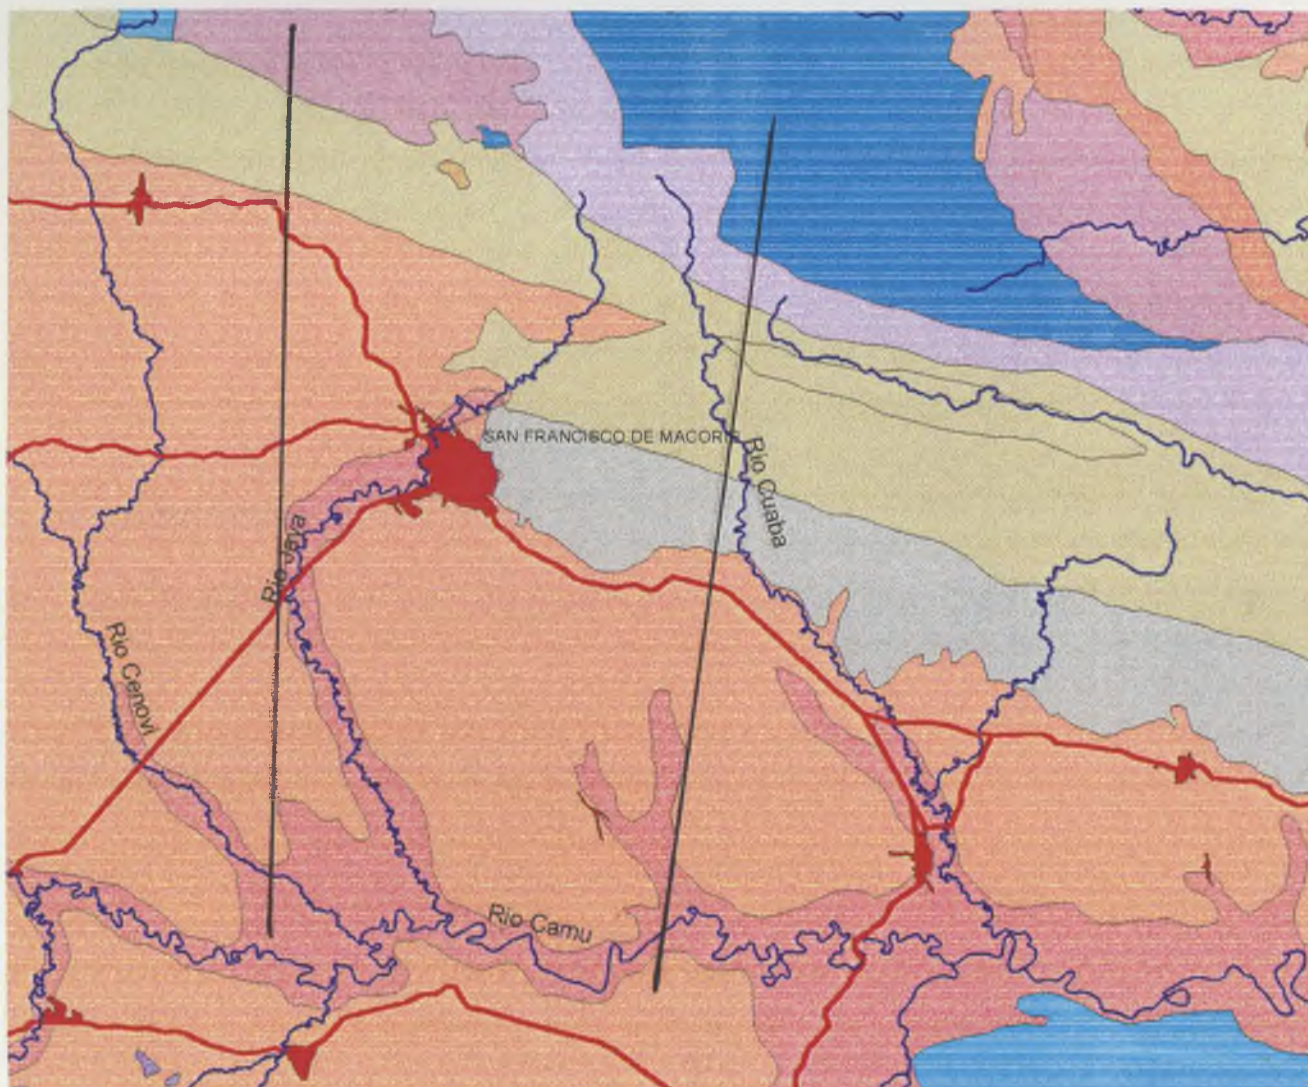 SAN FRANCISCO DE MACORIS
Rio Cuaba
Rio Jaya
Rio Cenovi
Rio Camu